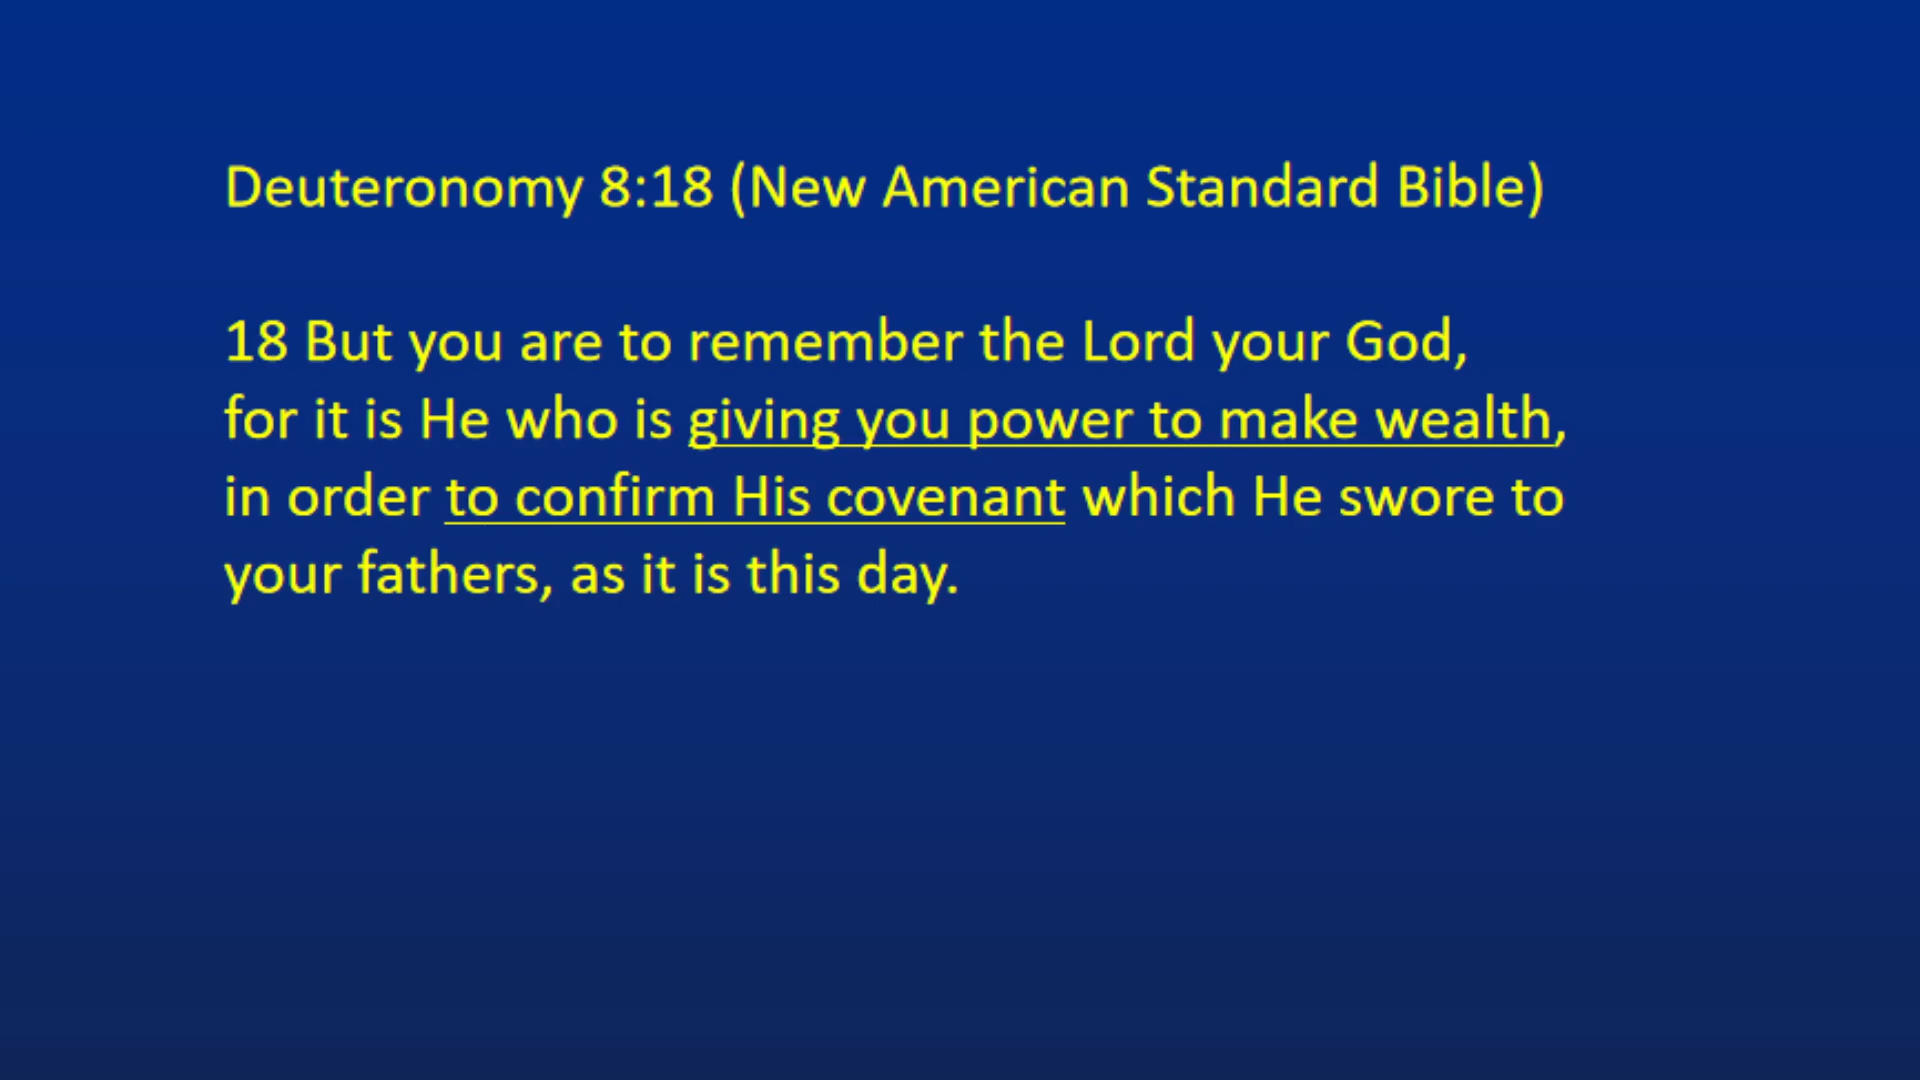 Deuteronomy 8:18 (New American Standard Bible)
18 But you are to remember the Lord your God,
for it is He who is giving you power to make wealth,
in order to confirm His covenant which He swore to
your fathers, as it is this day.